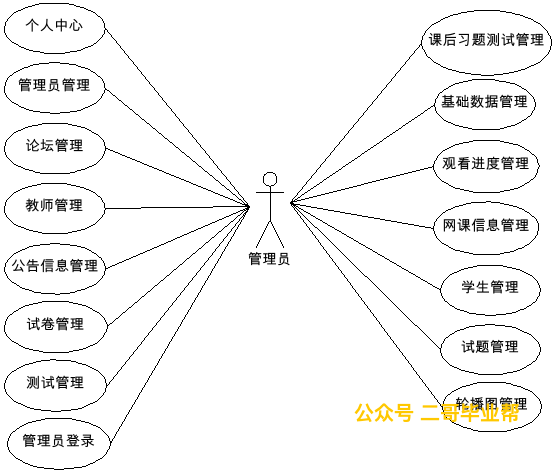 个人中心
管理员管理
论坛管理
教师管理
公告信息管理
试卷管理
测试管理
管理员登录
管理员
课后习题测试管理
基础数据管理
观看进度管理
网课信息管理
学生管理
试题管理
轮播图管理
公众号 二哥毕业帮